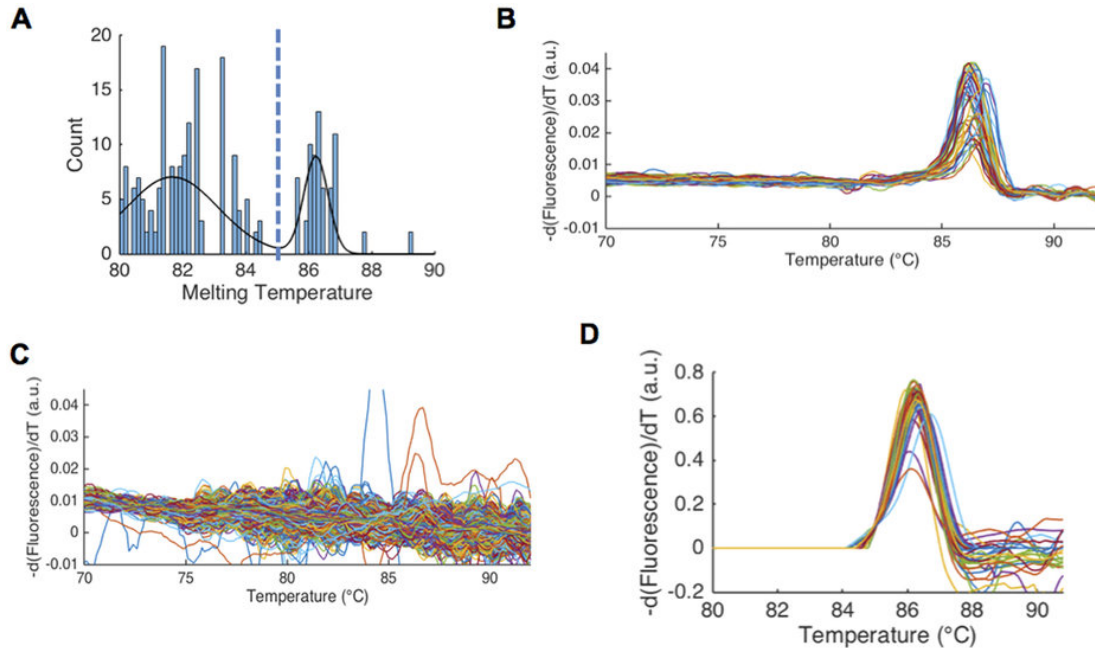 A
20
15
10
5
0
Count
80 82 84 86 88 90
Melting Temperature
B
0.04
0.03
0.02
0.01
0
-0.01
-d(Fluorescence)/dT (a.u.)
70 75 80 85 90
Temperature (°C)
C
0.04
0.03
0.02
0.01
0
-0.01
-d(Fluorescence)/dT (a.u.)
70 75 80 85 90
Temperature (°C)
D
0.8
0.6
0.4
0.2
0
-0.2
-d(Fluorescence)/dT (a.u.)
80 82 84 86 88 90
Temperature (°C)